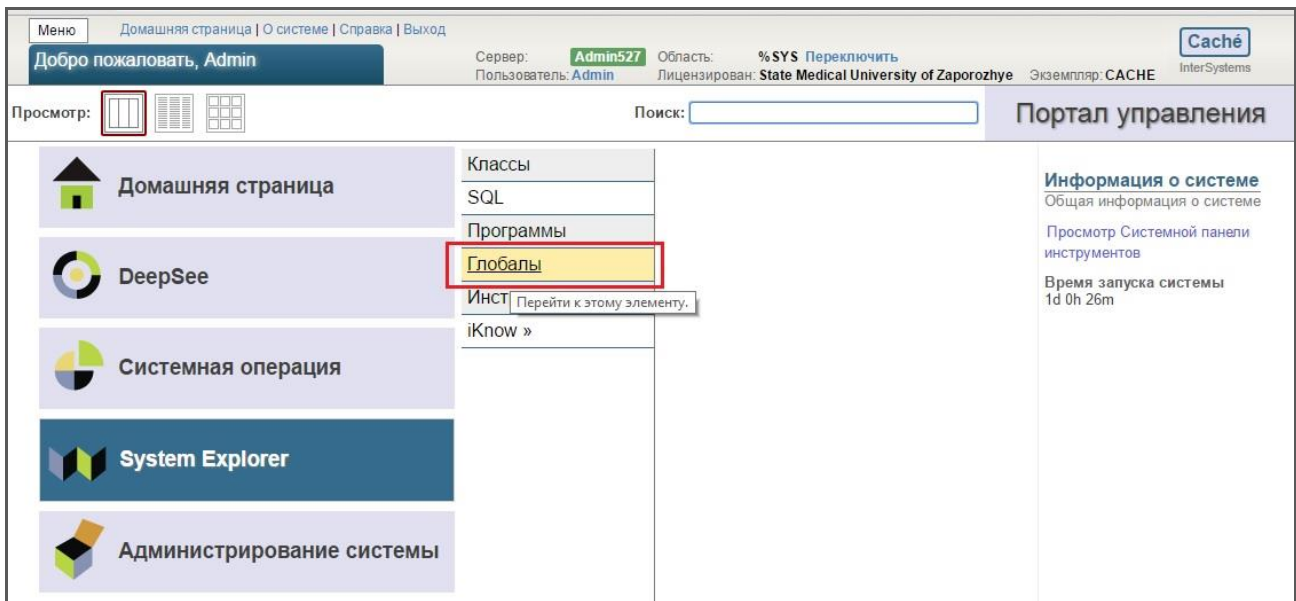 Меню Домашняя страница | О системе | Справка | Выход
Добро пожаловать, Admin
Сервер: Admin527 Область: %SYS Переключить
Пользователь: Admin Лицензирован: State Medical University of Zaporozhye Экземпляр: CACHE
Caché
InterSystems
Просмотр: Поиск: Портал управления
Домашняя страница
DeepSee
Системная операция
System Explorer
Администрирование системы
Классы
SQL
Программы
Глобалы
Инст
Перейти к этому элементу.
iKnow »
Информация о системе
Общая информация о системе
Просмотр Системной панели
инструментов
Время запуска системы
1d 0h 26m